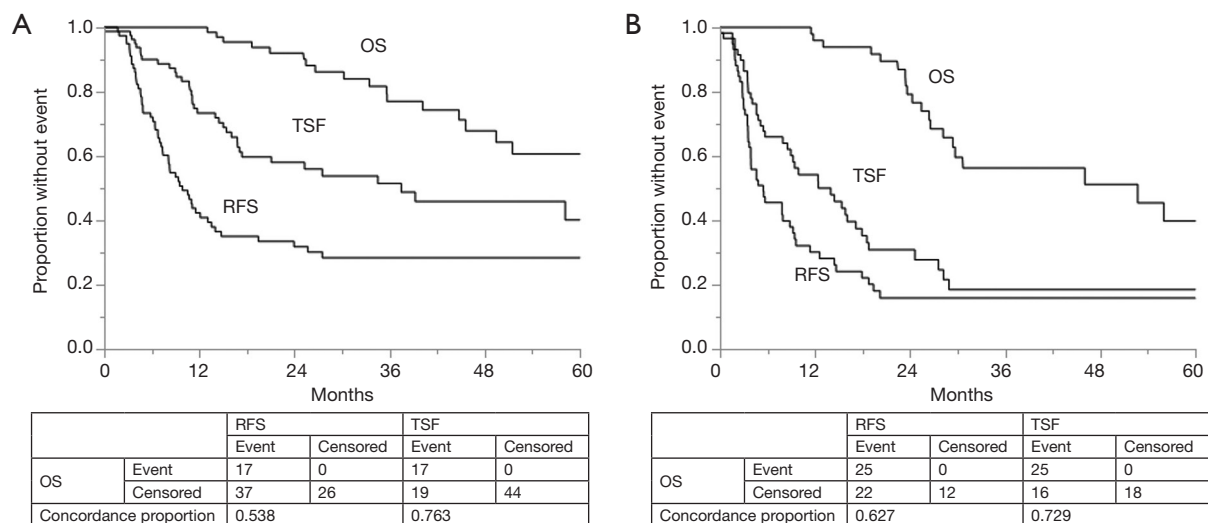 A
1.0
0.8
0.6
0.4
0.2
0.0
Proportion without event
OS
TSF
RFS
0 12 24 36 48 60
Months
RFS TSF
Event Censored Event Censored
OS Event 17 0 17 0
Censored 37 26 19 44
Concordance proportion 0.538 0.763
B
1.0
0.8
0.6
0.4
0.2
0.0
Proportion without event
OS
TSF
RFS
0 12 24 36 48 60
Months
RFS TSF
Event Censored Event Censored
OS Event 25 0 25 0
Censored 22 12 16 18
Concordance proportion 0.627 0.729